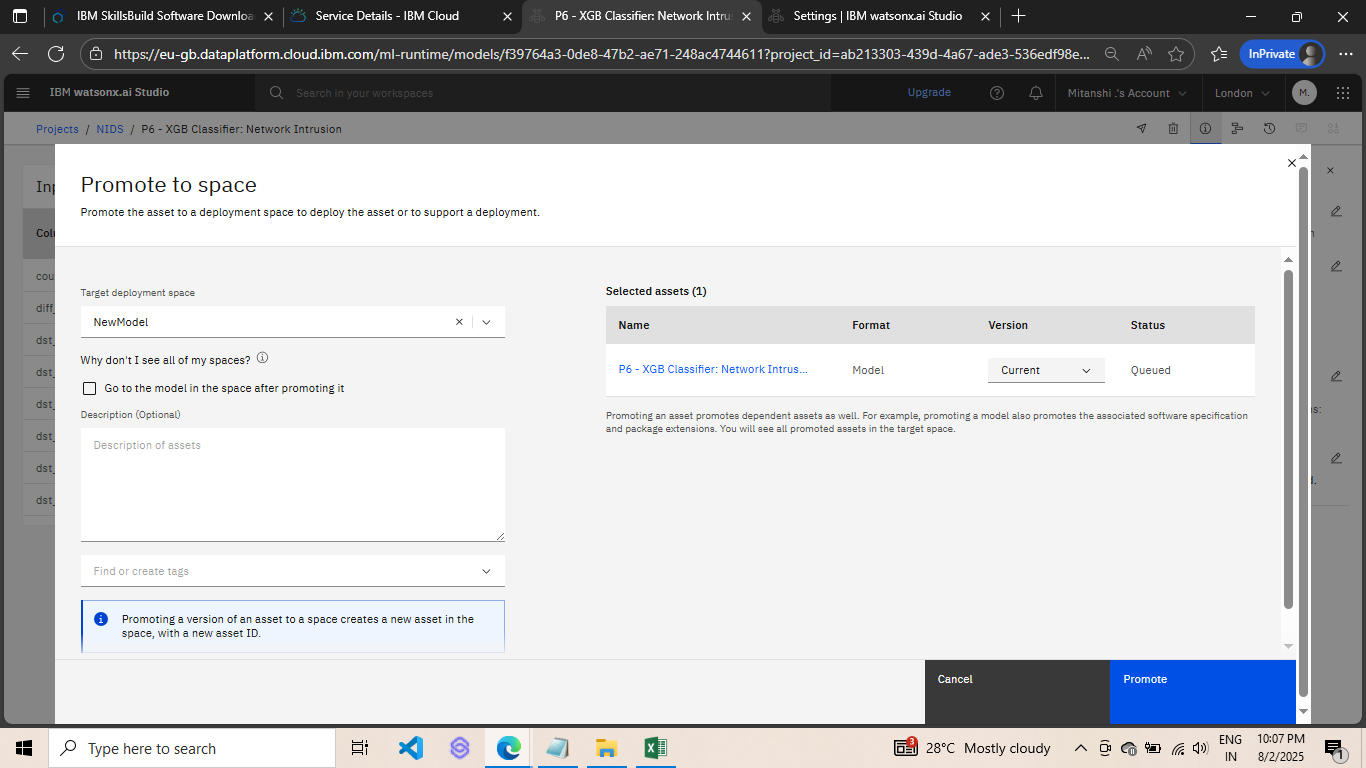 IBM SkillsBuild Software Downloa
Service Details - IBM Cloud
P6 - XGB Classifier: Network Intrus
Settings | IBM watsonx.ai Studio
https://eu-gb.dataplatform.cloud.ibm.com/ml-runtime/models/f39764a3-0de8-47b2-ae71-248ac4744611?project_id=ab213303-439d-4a67-ade3-536edf98e...
InPrivate
IBM watsonx.ai Studio
Search in your workspaces
Upgrade
Mitanshi .'s Account
London
M.
Projects / NIDS / P6 - XGB Classifier: Network Intrusion
Inp
Colu
cou
diff_
dst_
dst_
dst_
dst_
dst_
dst_
Promote to space
Promote the asset to a deployment space to deploy the asset or to support a deployment.
Target deployment space
NewModel
Why don't I see all of my spaces?
Go to the model in the space after promoting it
Description (Optional)
Description of assets
Find or create tags
Promoting a version of an asset to a space creates a new asset in the
space, with a new asset ID.
Selected assets (1)
Name Format Version Status
P6 - XGB Classifier: Network Intrus... Model Current Queued
Promoting an asset promotes dependent assets as well. For example, promoting a model also promotes the associated software specification
and package extensions. You will see all promoted assets in the target space.
Cancel
Promote
Type here to search
3
28°C Mostly cloudy
ENG
IN
10:07 PM
8/2/2025
1